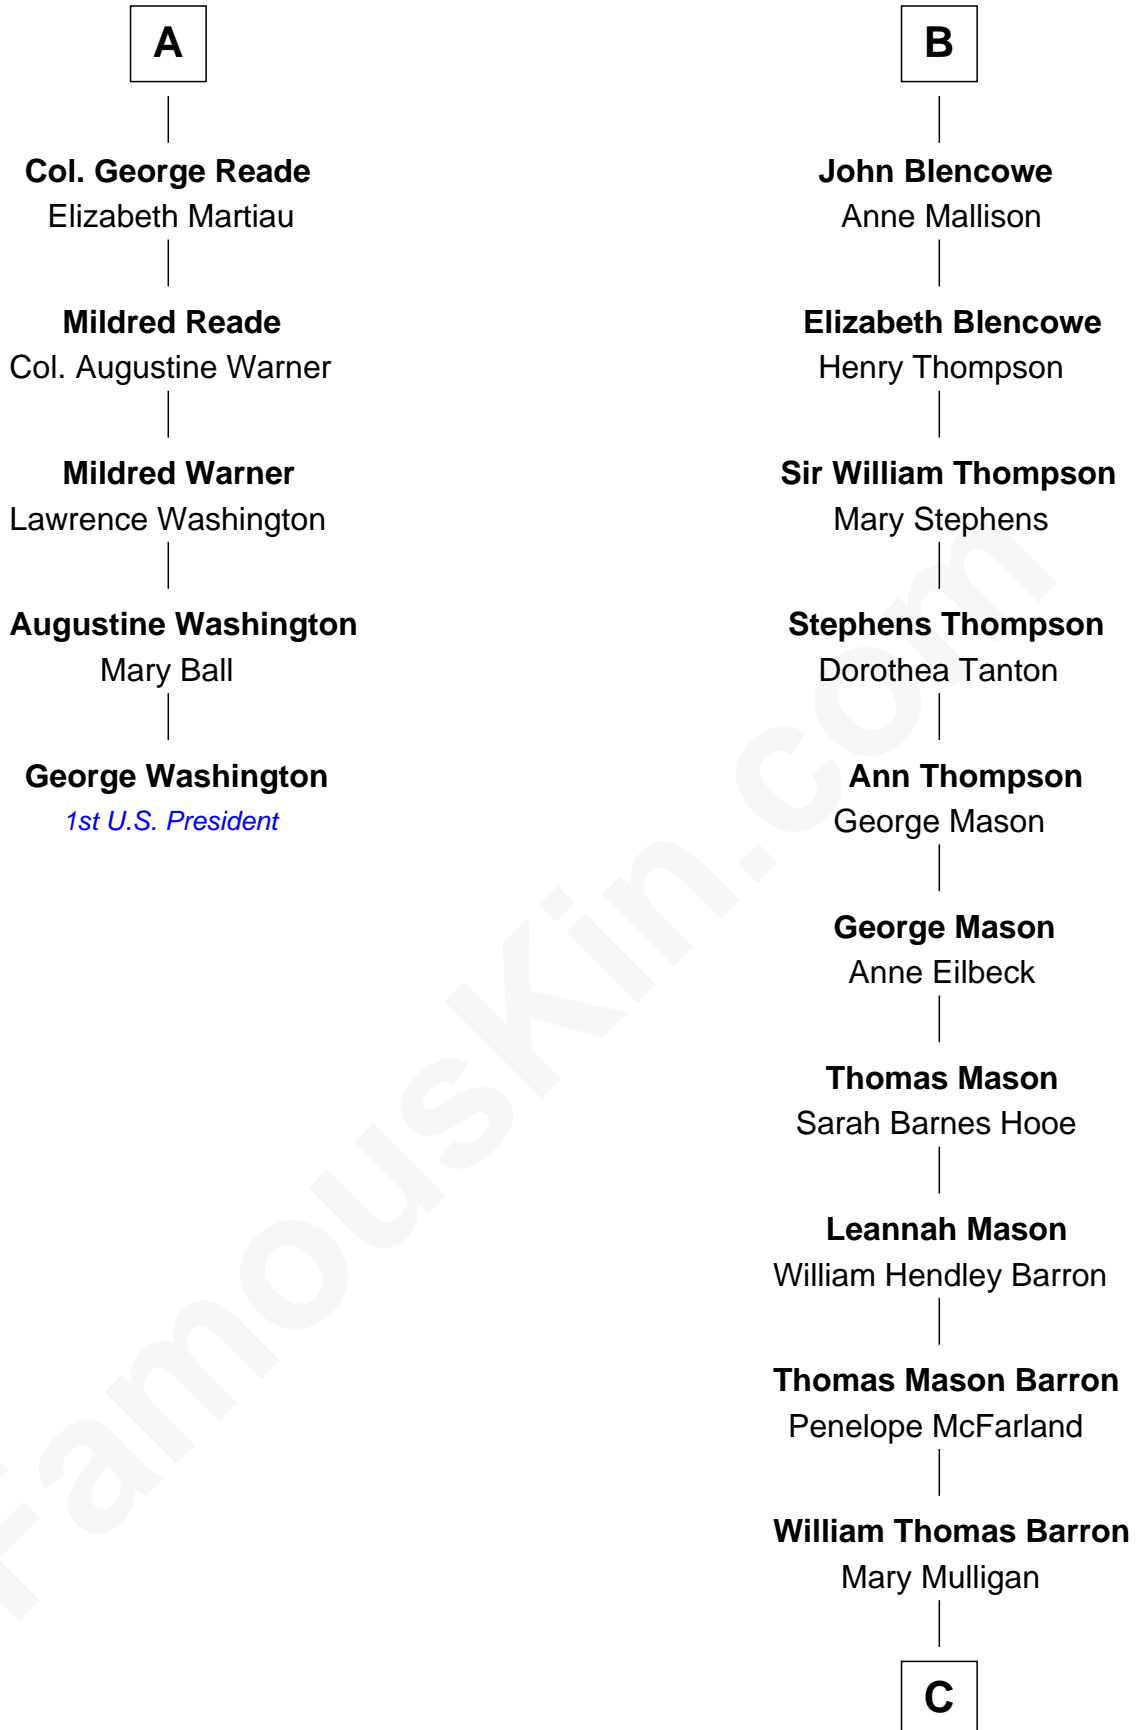 A
Col. George Reade
Elizabeth Martiau
Mildred Reade
Col. Augustine Warner
Mildred Warner
Lawrence Washington
Augustine Washington
Mary Ball
George Washington
1st U.S. President
B
John Blencowe
Anne Mallison
Elizabeth Blencowe
Henry Thompson
Sir William Thompson
Mary Stephens
Stephens Thompson
Dorothea Tanton
Ann Thompson
George Mason
George Mason
Anne Eilbeck
Thomas Mason
Sarah Barnes Hooe
Leannah Mason
William Hendley Barron
Thomas Mason Barron
Penelope McFarland
William Thomas Barron
Mary Mulligan
C
FamousKin.com